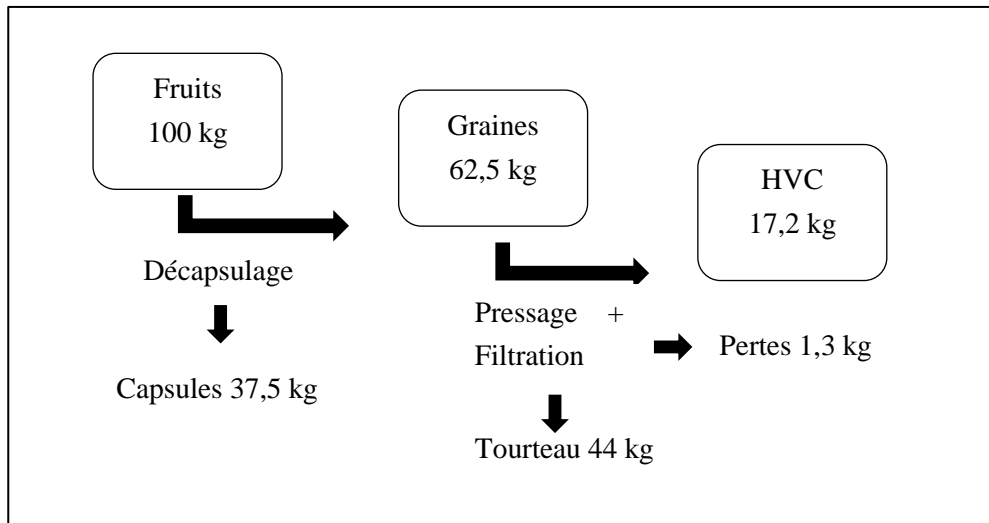 Fruits
100 kg
Graines
62,5 kg
HVC
17,2 kg
Décapsulage
Pressage +
Filtration
Pertes 1,3 kg
Capsules 37,5 kg
Tourteau 44 kg